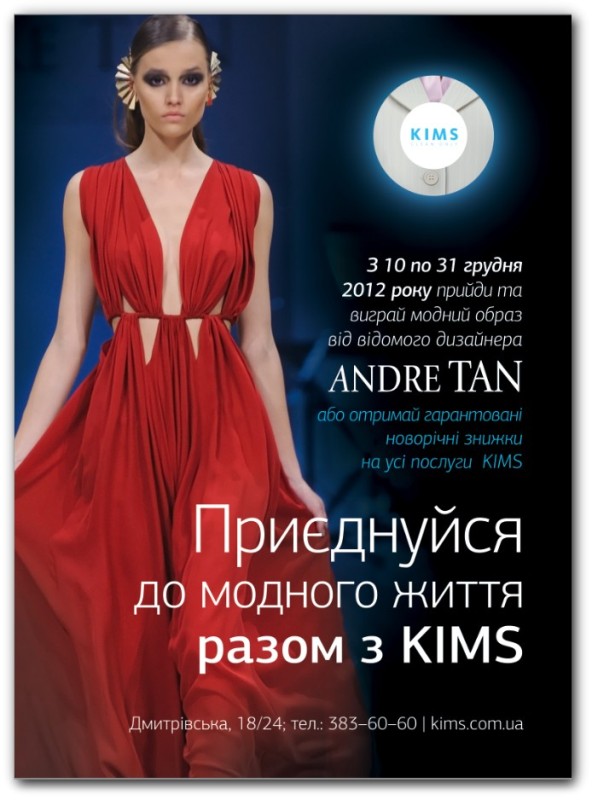 KIMS
З 10 по 31 грудня
2012 року прийди та
виграй модний образ
від відомого дизайнера
ANDRE TAN
або отримай гарантовані
новорічні знижки
на усі послуги KIMS
Приєднуйся
до модного життя
разом з KIMS
Дмитрівська, 18/24; тел.: 383–60–60 | kims.com.ua